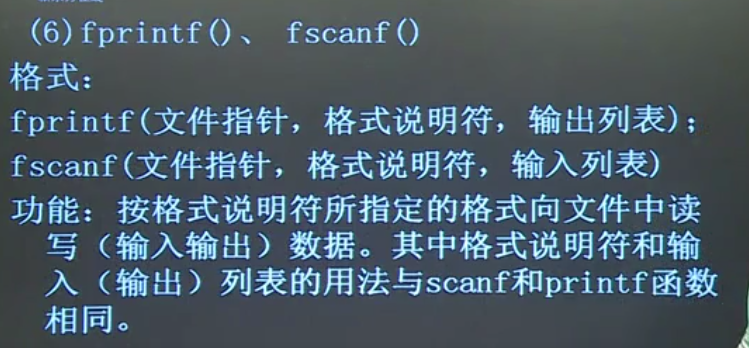 (6)fprintf()、 fscanf()
格式：
fprintf(文件指针，格式说明符，输出列表)；
fscanf(文件指针，格式说明符，输入列表)
功能：按格式说明符所指定的格式向文件中读
写（输入输出）数据。其中格式说明符和输
入（输出）列表的用法与scanf和printf函数
相同。